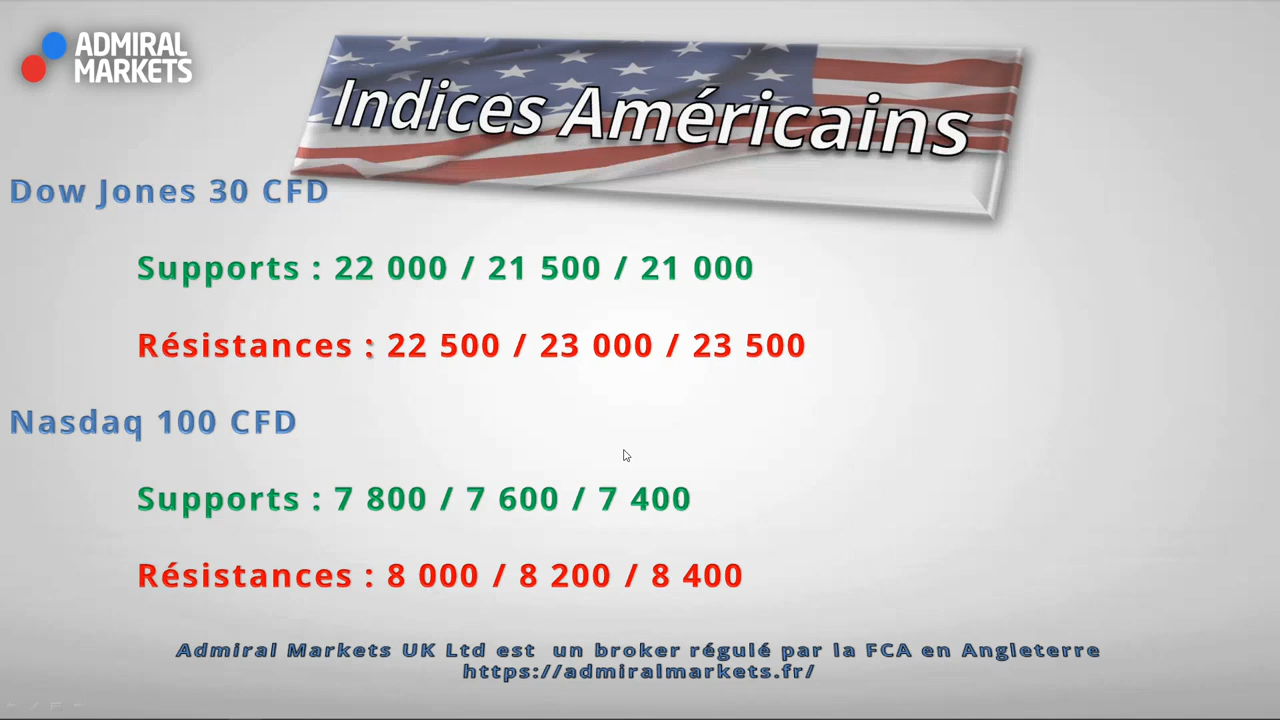 ADMIRAL
MARKETS
Indices Américains
Dow Jones 30 CFD
Supports : 22 000 / 21 500 / 21 000
Résistances : 22 500 / 23 000 / 23 500
Nasdaq 100 CFD
Supports : 7 800 / 7 600 / 7 400
Résistances : 8 000 / 8 200 / 8 400
Admiral Markets UK Ltd est un broker régulé par la FCA en Angleterre
https://admiralmarkets.fr/